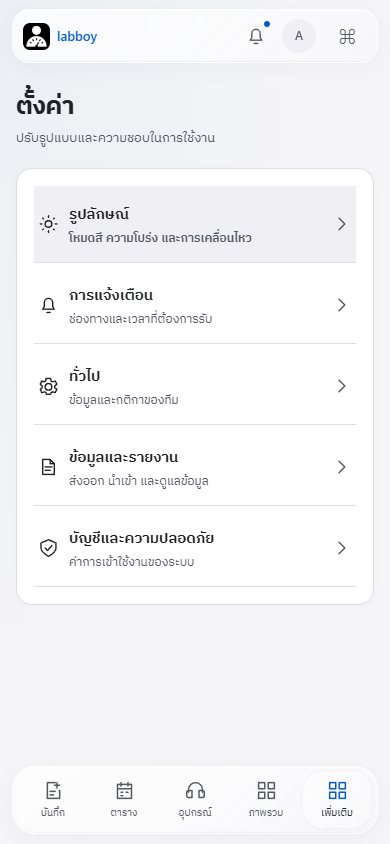 labboy
A
ตั้งค่า
ปรับรูปแบบและความชอบในการใช้งาน
รูปลักษณ์
โหมดสี ความโปร่ง และการเคลื่อนไหว
การแจ้งเตือน
ช่องทางและเวลาที่ต้องการรับ
ทั่วไป
ข้อมูลและกติกาของทีม
ข้อมูลและรายงาน
ส่งออก นำเข้า และดูแลข้อมูล
บัญชีและความปลอดภัย
ค่าการเข้าใช้งานของระบบ
บันทึก
ตาราง
อุปกรณ์
ภาพรวม
เพิ่มเติม